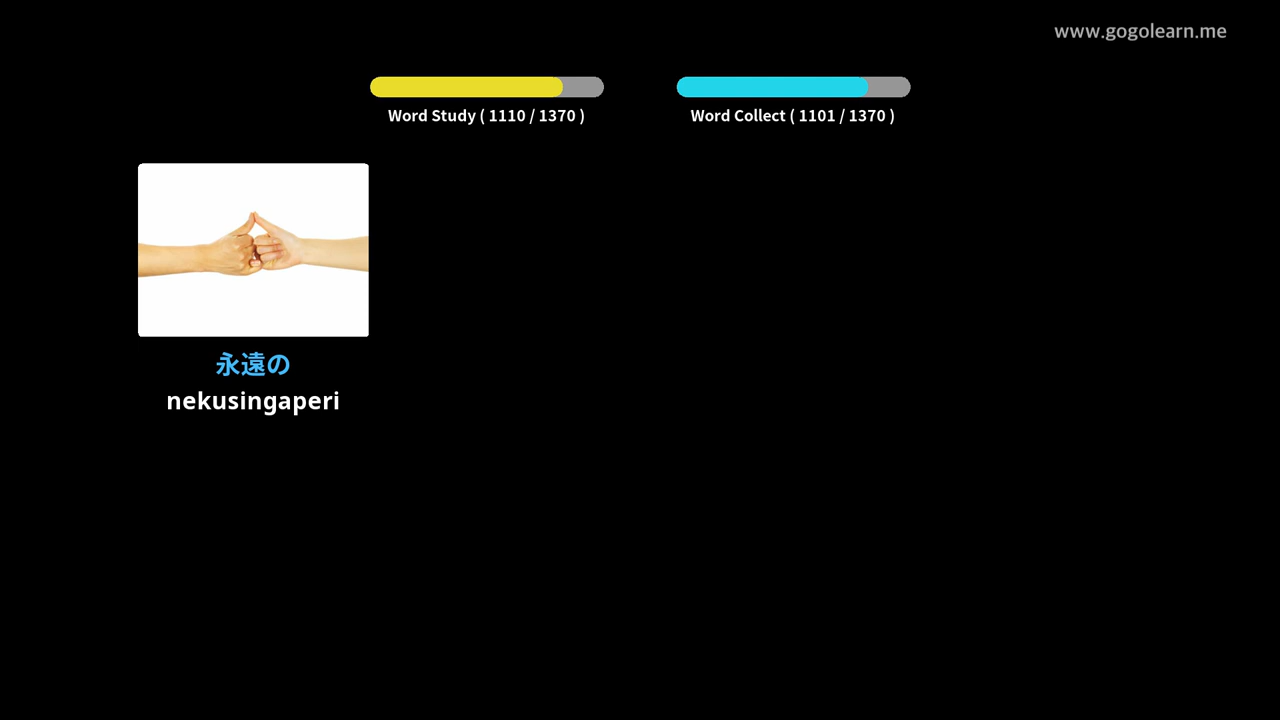 www.gogolearn.me
Word Study ( 1110 / 1370 )
Word Collect ( 1101 / 1370 )
永遠の
nekusingaperi